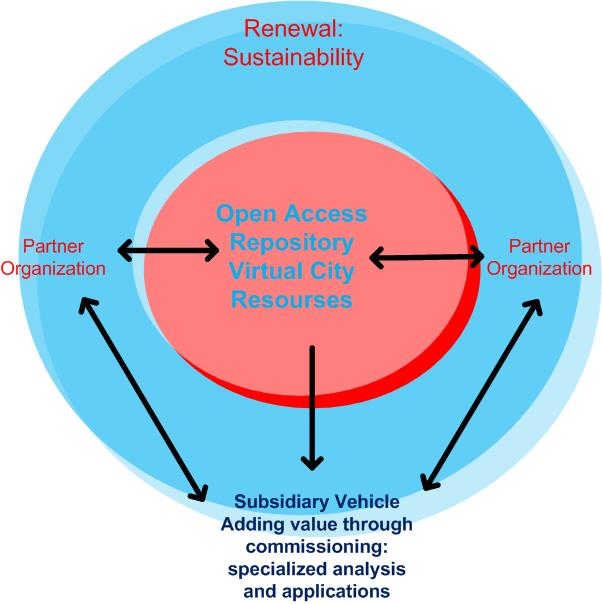 Renewal:
Sustainability
Open Access
Repository
Virtual City
Resourses
Partner
Organization
Partner
Organization
Subsidiary Vehicle
Adding value through
commissioning:
specialized analysis
and applications